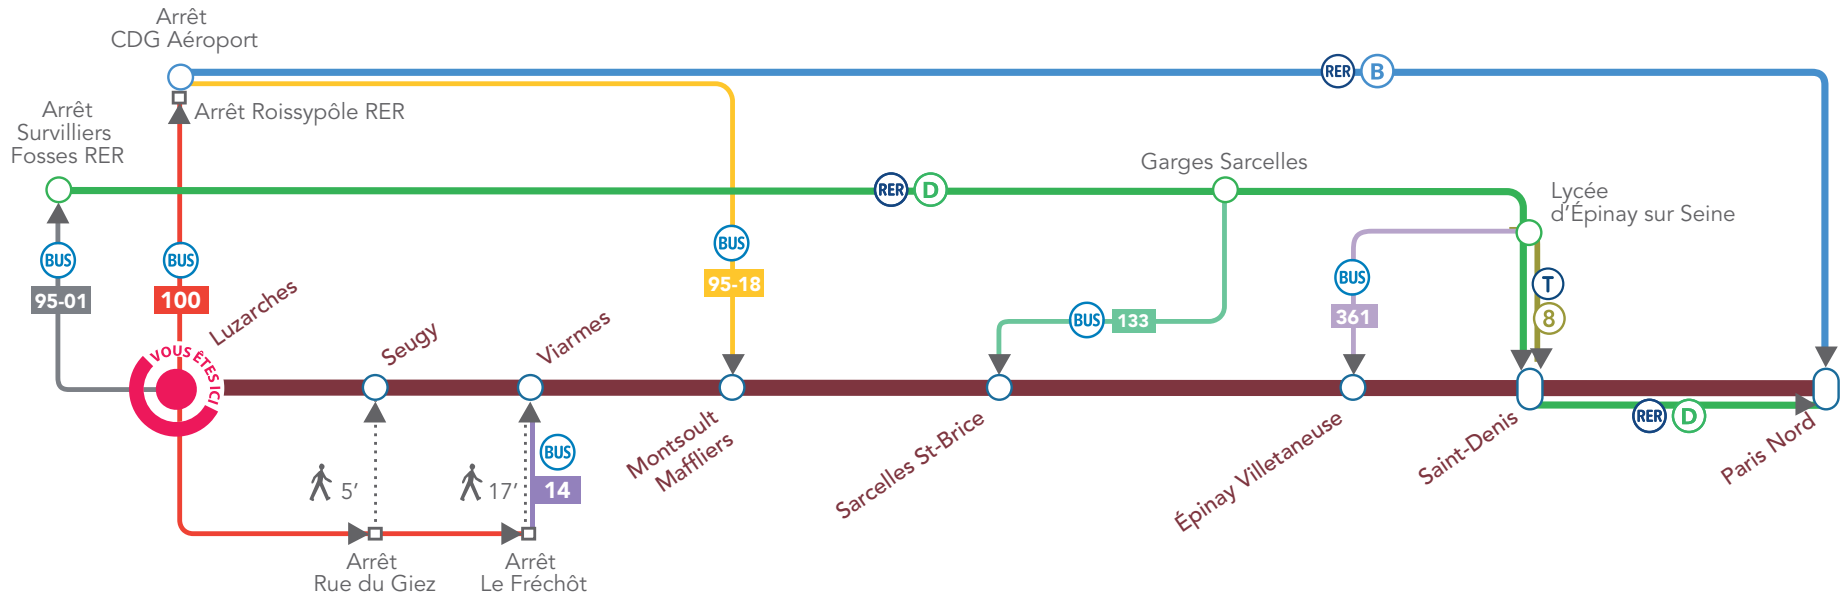 Arrêt
CDG Aéroport
RER B
Arrêt Roissypôle RER
Arrêt
Survilliers
Fosses RER
Garges Sarcelles
RER D
Lycée
d'Épinay sur Seine
BUS
95-01
BUS
100
BUS
95-18
BUS
133
BUS
361
T
8
VOUS ÊTES ICI
Luzarches
Seugy
Viarmes
Montsoult
Maffliers
Sarcelles St-Brice
Épinay Villetaneuse
Saint-Denis
Paris Nord
RER D
5’
17’
BUS
14
Arrêt
Rue du Giez
Arrêt
Le Fréchôt